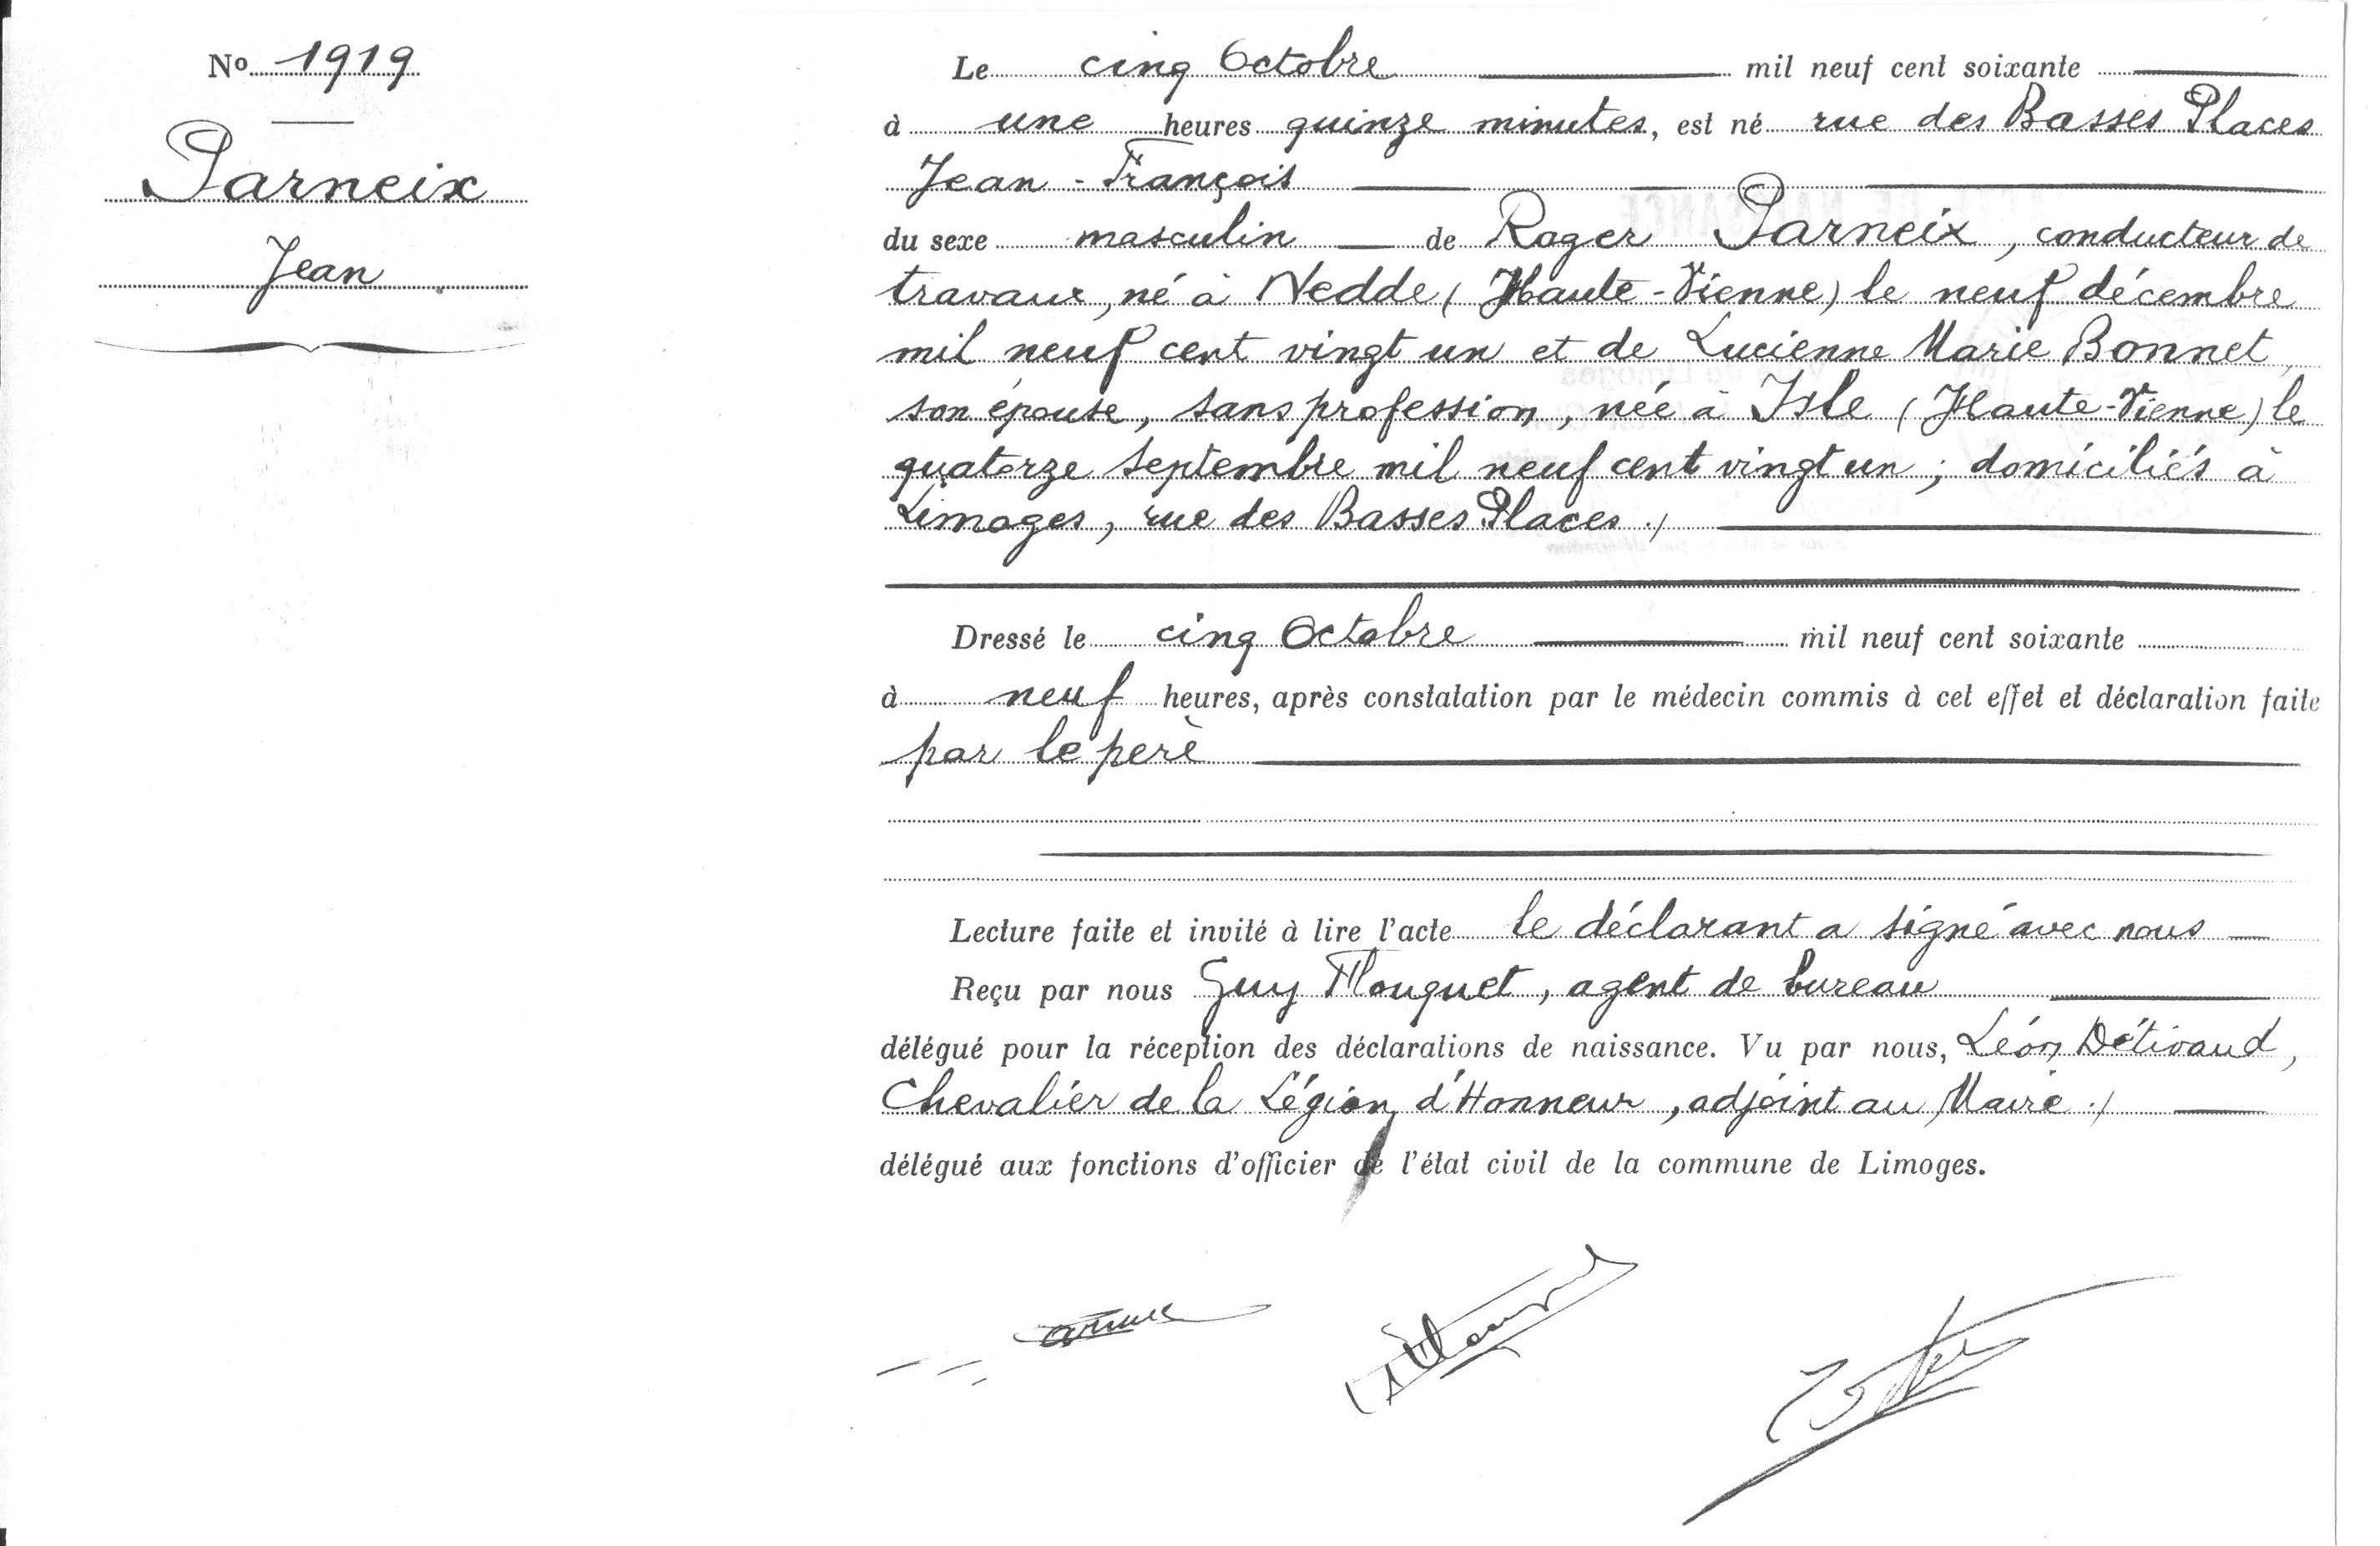 No 1919
Parneix
Jean
Le cinq Octobre mil neuf cent soixante
à une heures quinze minutes, est né rue des Basses Places
Jean-François
du sexe masculin de Roger Parneix, conducteur de
travaux, né à Nedde (Haute-Vienne) le neuf décembre
mil neuf cent vingt un et de Lucienne Marie Bonnet,
son épouse, sans profession, née à Isle (Haute-Vienne) le
quatorze septembre mil neuf cent vingt un ; domiciliés à
Limoges, rue des Basses Places ./
Dressé le cinq Octobre mil neuf cent soixante
à neuf heures, après constatation par le médecin commis à cet effet et déclaration faite
par le père
Lecture faite et invité à lire l'acte le déclarant a signé avec nous
Reçu par nous Guy Flouquet, agent de bureau
délégué pour la réception des déclarations de naissance. Vu par nous, Léon Détivaud,
Chevalier de la Légion d'Honneur, adjoint au Maire ./
délégué aux fonctions d'officier de l'état civil de la commune de Limoges.